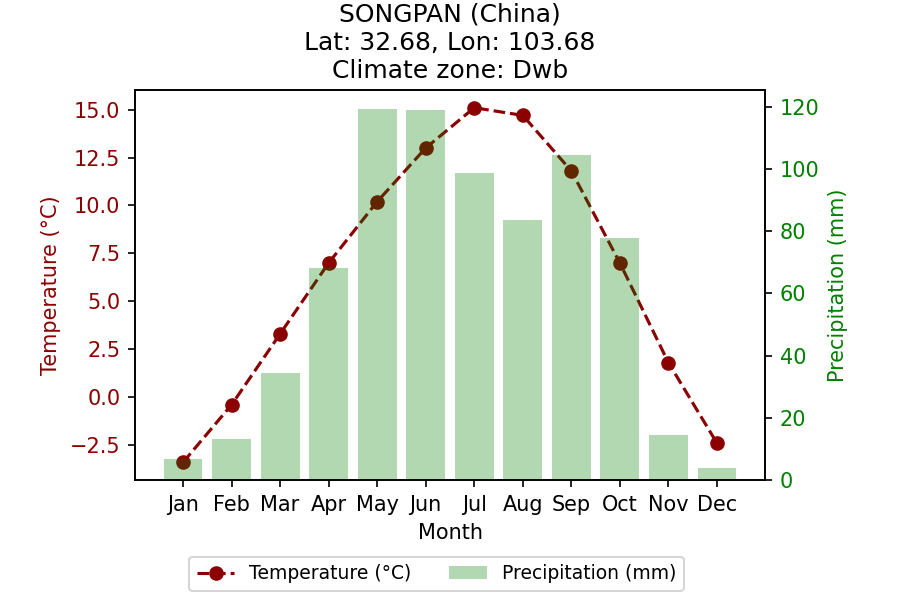 SONGPAN (China)
Lat: 32.68, Lon: 103.68
Climate zone: Dwb
15.0
12.5
10.0
7.5
5.0
2.5
0.0
−2.5
Temperature (°C)
120
100
80
60
40
20
0
Precipitation (mm)
Jan Feb Mar Apr May Jun Jul Aug Sep Oct Nov Dec
Month
Temperature (°C) Precipitation (mm)